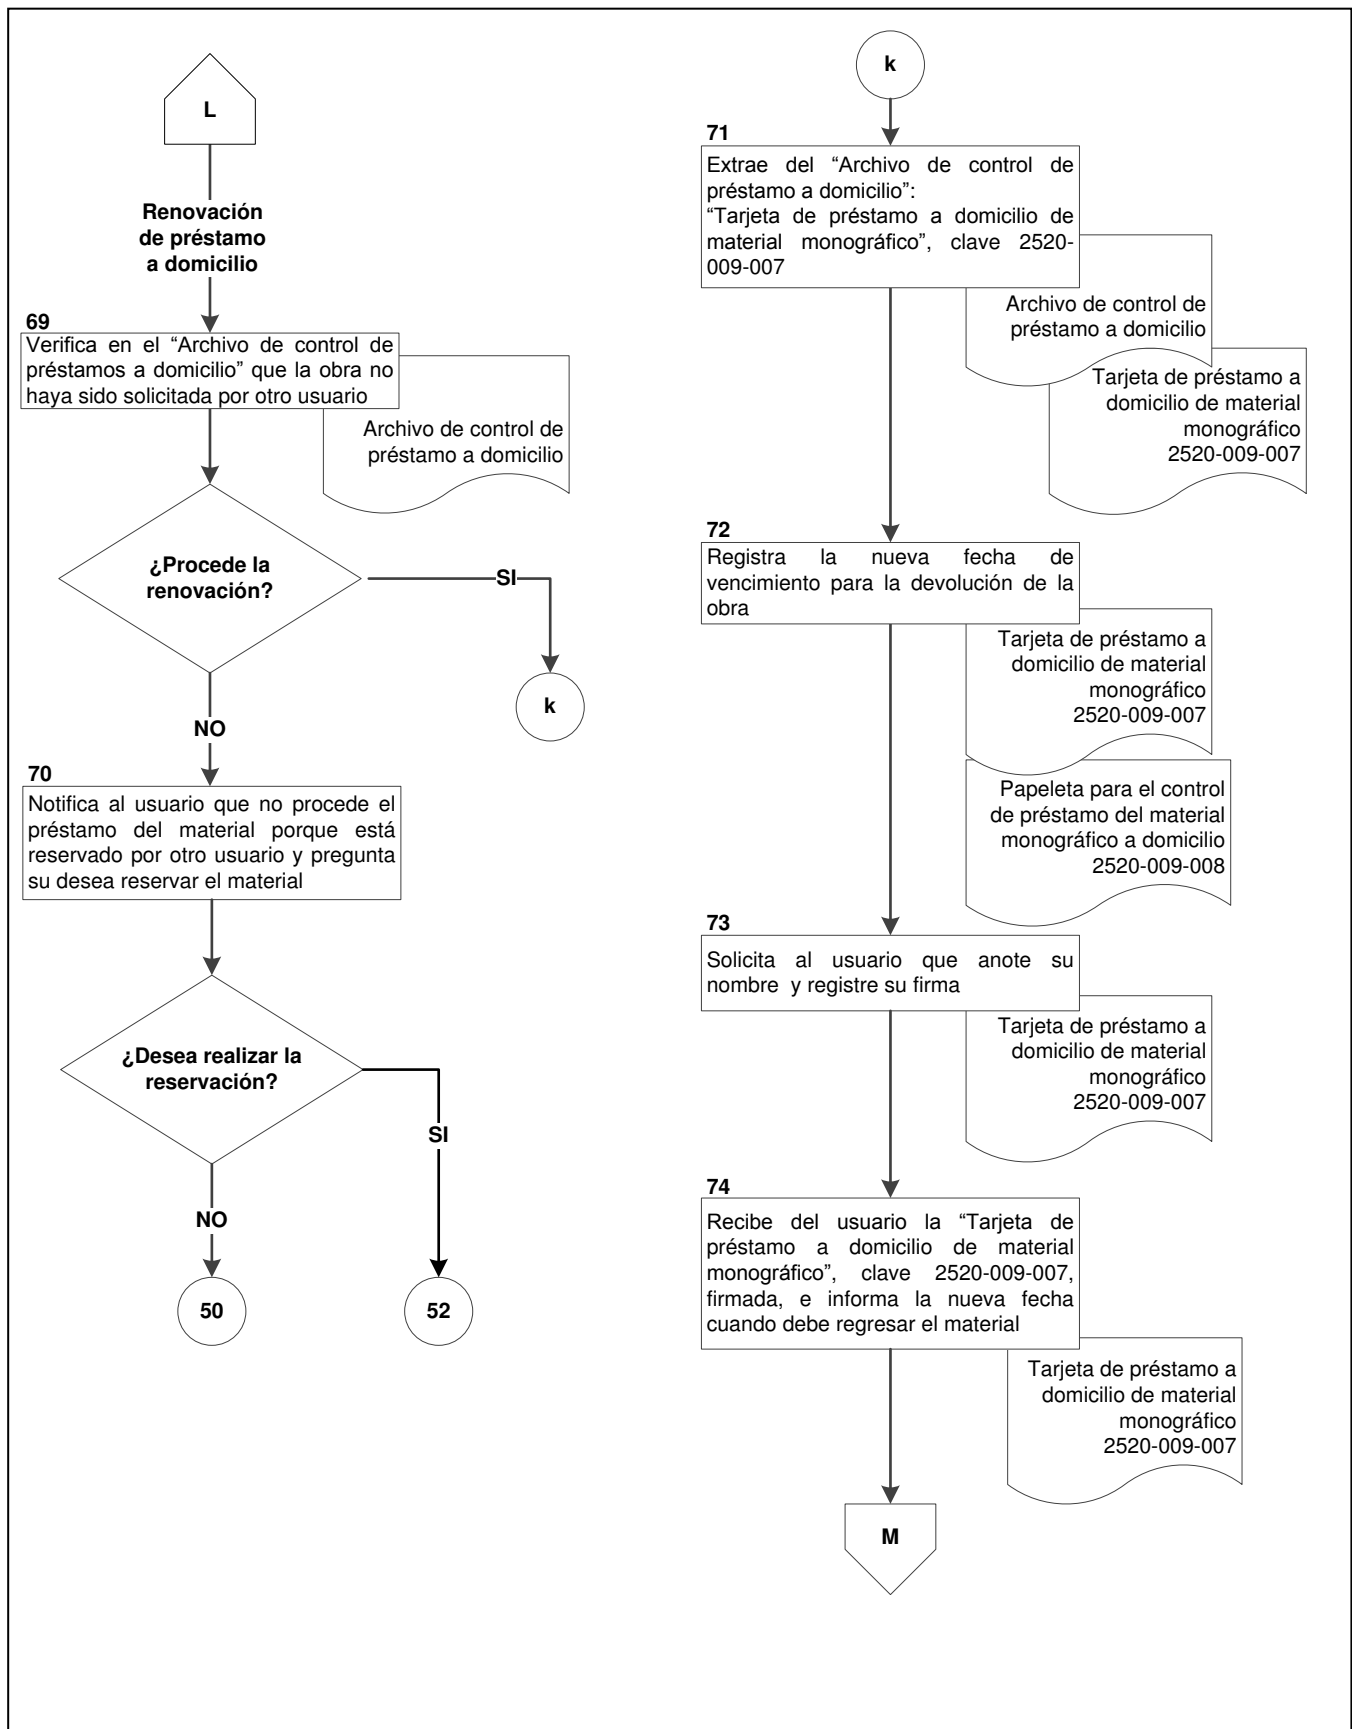 L
Renovación
de préstamo
a domicilio
69
Verifica en el “Archivo de control de
préstamos a domicilio” que la obra no
haya sido solicitada por otro usuario
Archivo de control de
préstamo a domicilio
¿Procede la
renovación?
SI
k
NO
70
Notifica al usuario que no procede el
préstamo del material porque está
reservado por otro usuario y pregunta
su desea reservar el material
¿Desea realizar la
reservación?
SI
NO
50
52
k
71
Extrae del “Archivo de control de
préstamo a domicilio”:
“Tarjeta de préstamo a domicilio de
material monográfico”, clave 2520-
009-007
Archivo de control de
préstamo a domicilio
Tarjeta de préstamo a
domicilio de material
monográfico
2520-009-007
72
Registra la nueva fecha de
vencimiento para la devolución de la
obra
Tarjeta de préstamo a
domicilio de material
monográfico
2520-009-007
Papeleta para el control
de préstamo del material
monográfico a domicilio
2520-009-008
73
Solicita al usuario que anote su
nombre y registre su firma
Tarjeta de préstamo a
domicilio de material
monográfico
2520-009-007
74
Recibe del usuario la “Tarjeta de
préstamo a domicilio de material
monográfico”, clave 2520-009-007,
firmada, e informa la nueva fecha
cuando debe regresar el material
Tarjeta de préstamo a
domicilio de material
monográfico
2520-009-007
M